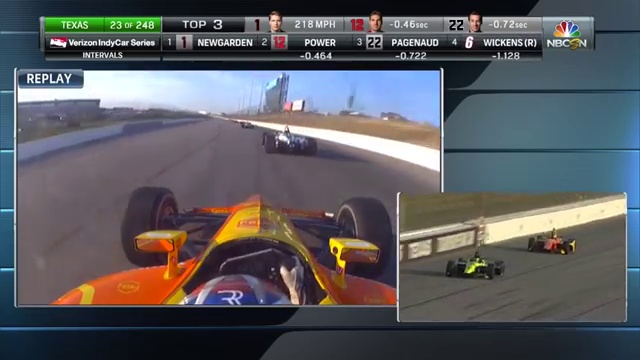 TEXAS 23 OF 248 TOP 3 1 218 MPH 12 -0.46SEC 22 -0.72SEC
Verizon IndyCar Series 1 1 NEWGARDEN 2 12 POWER 3 22 PAGENAUD 4 6 WICKENS (R) NBCSN
INTERVALS -0.464 -0.722 -1.128
REPLAY
R